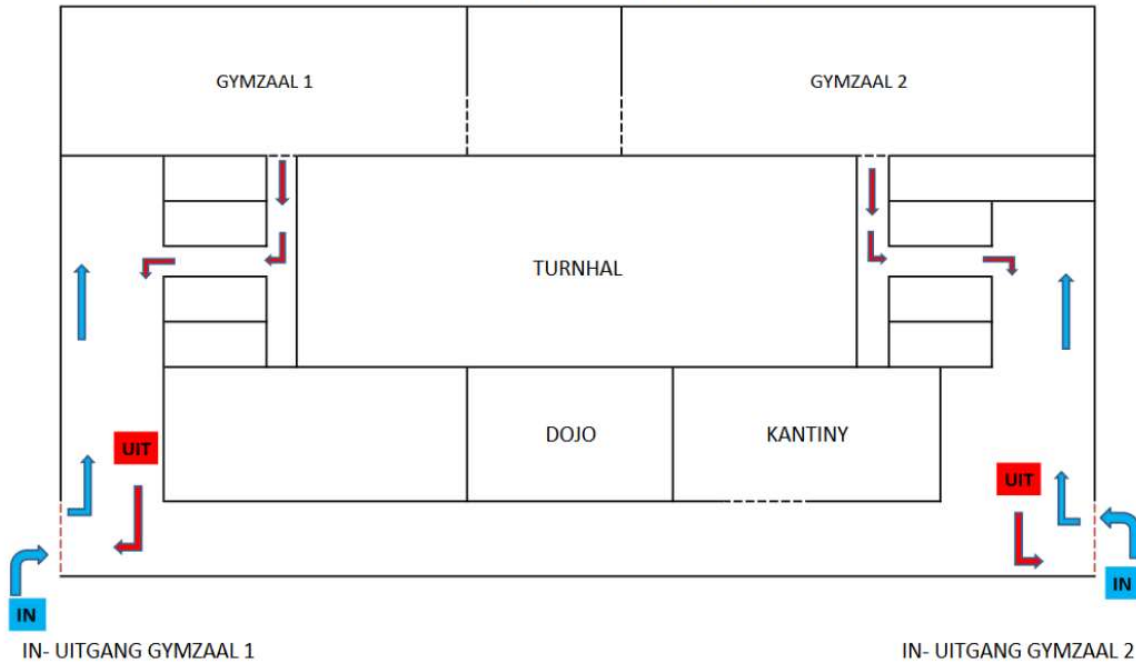 GYMZAAL 1
GYMZAAL 2
TURNHAL
DOJO
KANTINY
UIT
UIT
IN
IN
IN- UITGANG GYMZAAL 1
IN- UITGANG GYMZAAL 2